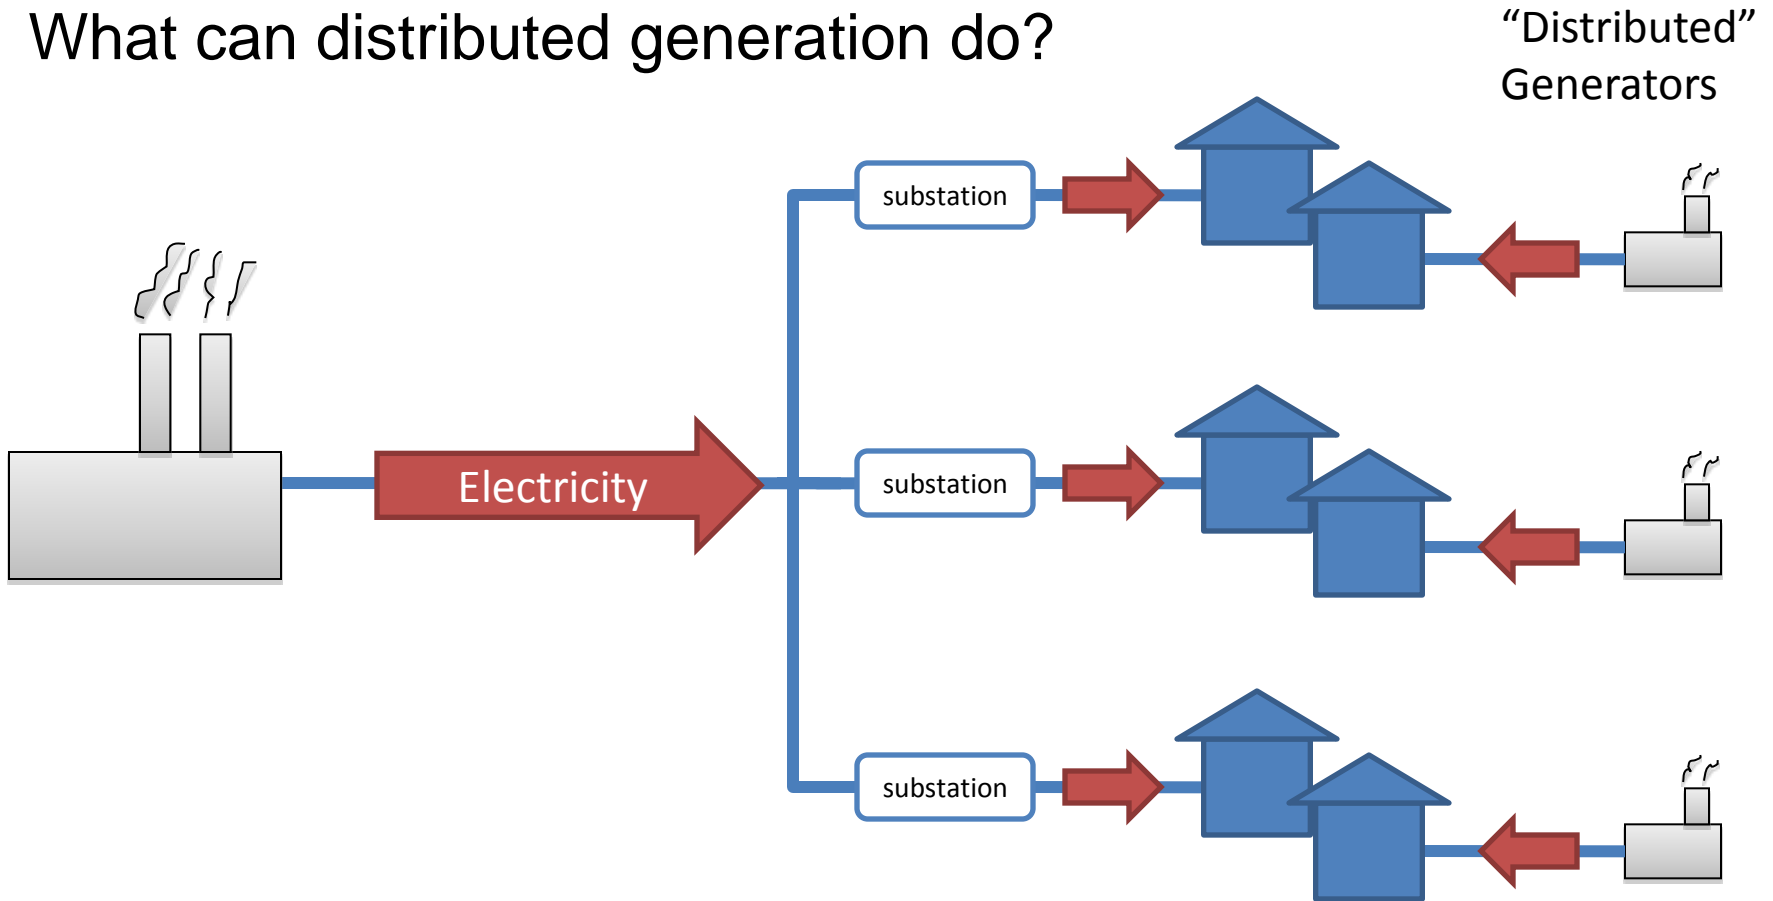 What can distributed generation do?
“Distributed”
Generators
substation
Electricity
substation
substation